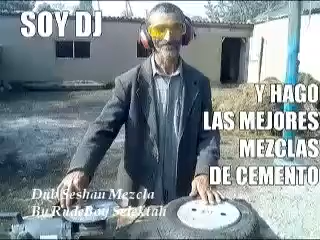 SOY DJ
Y HAGO
LAS MEJORES
MEZCLAS
DE CEMENTO
Dub Seshan Mezcla
By RudeBoy Selektah